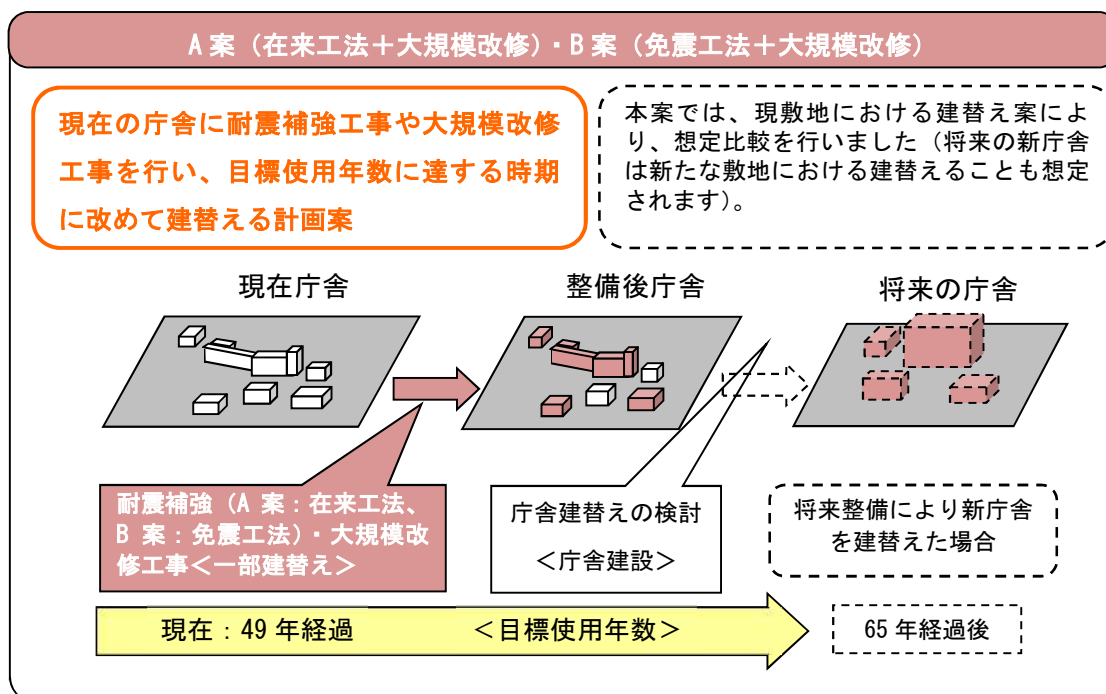 A案（在来工法＋大規模改修）・B案（免震工法＋大規模改修）
現在の庁舎に耐震補強工事や大規模改修
工事を行い、目標使用年数に達する時期
に改めて建替える計画案
本案では、現敷地における建替え案によ
り、想定比較を行いました（将来の新庁舎
は新たな敷地における建替えることも想定
されます）。
現在庁舎
整備後庁舎
将来の庁舎
耐震補強（A 案：在来工法、
B 案：免震工法）・大規模改
修工事＜一部建替え＞
庁舎建替えの検討
＜庁舎建設＞
将来整備により新庁舎
を建替えた場合
現在：49 年経過
＜目標使用年数＞
65 年経過後